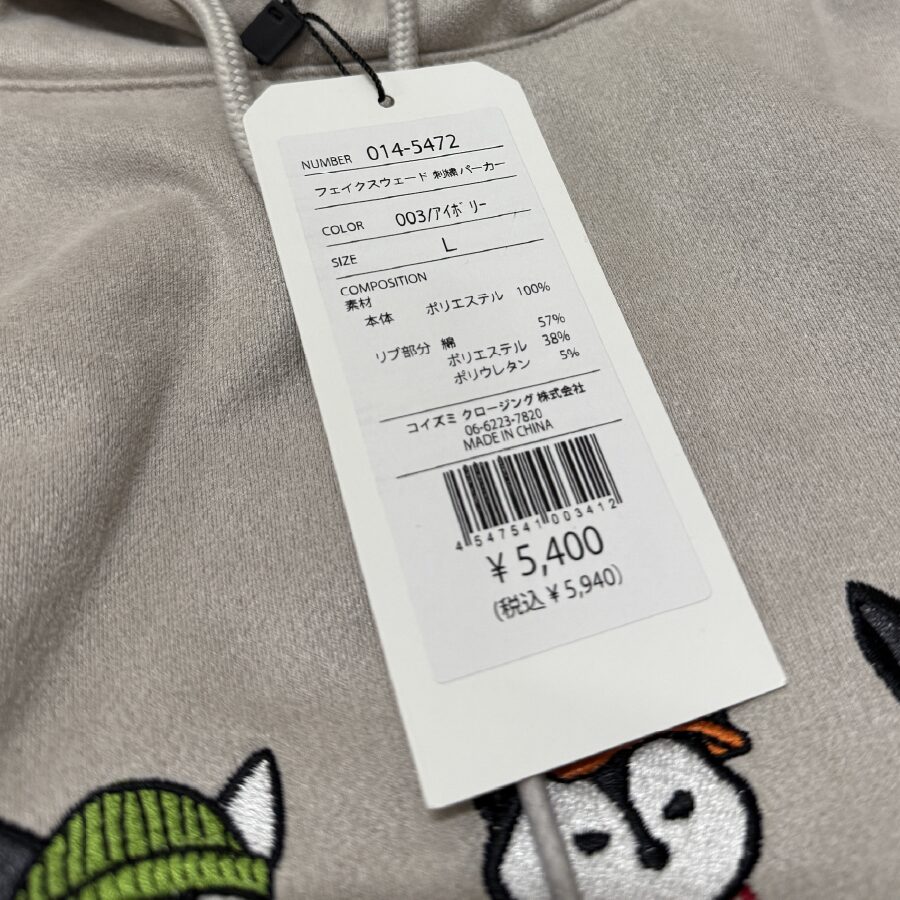 NUMBER 014-5472
フェイクスウェード 刺繍 パーカー
COLOR 003/ｱｲﾎﾞﾘｰ
SIZE L
COMPOSITION
素材
本体 ポリエステル 100%
リブ部分 綿 57%
ポリエステル 38%
ポリウレタン 5%
コイズミ クロージング 株式会社
06-6223-7820
MADE IN CHINA
4 547541 003412
¥ 5,400
(税込 ¥ 5,940)